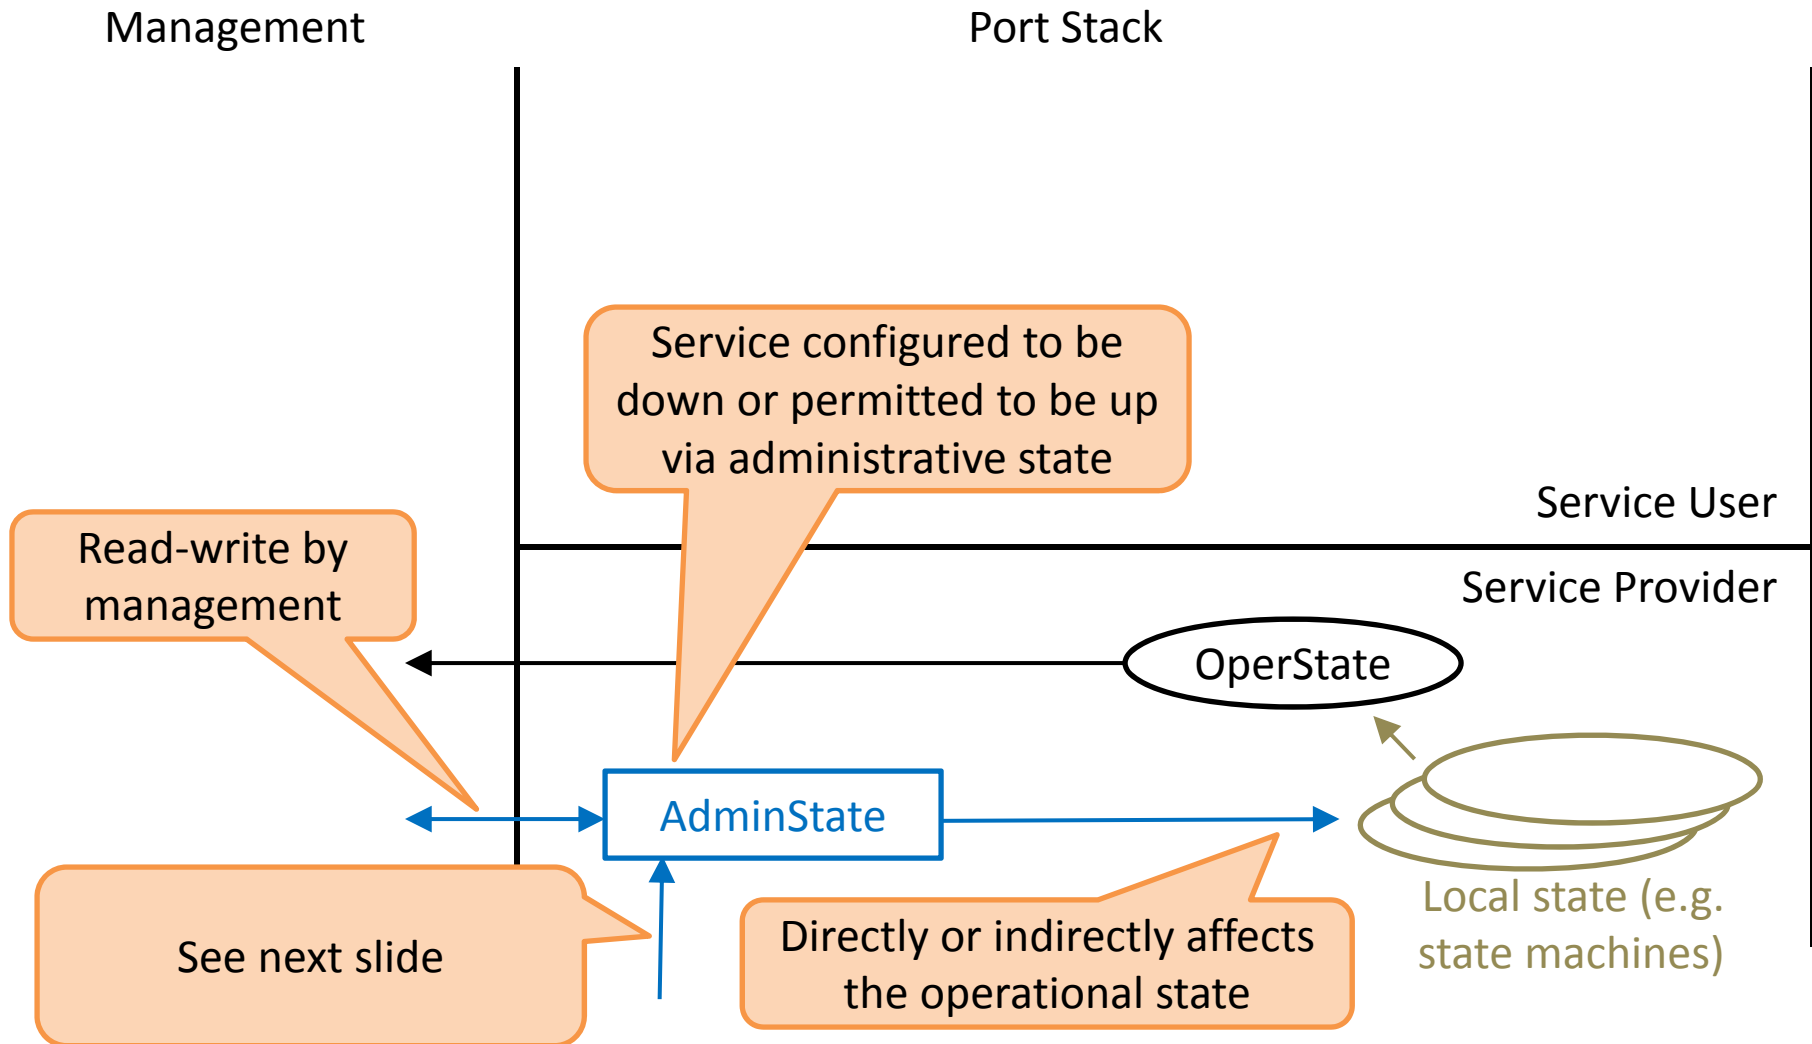 Management
Port Stack
Service configured to be
down or permitted to be up
via administrative state
Service User
Read-write by
management
Service Provider
OperState
AdminState
Local state (e.g.
state machines)
See next slide
Directly or indirectly affects
the operational state